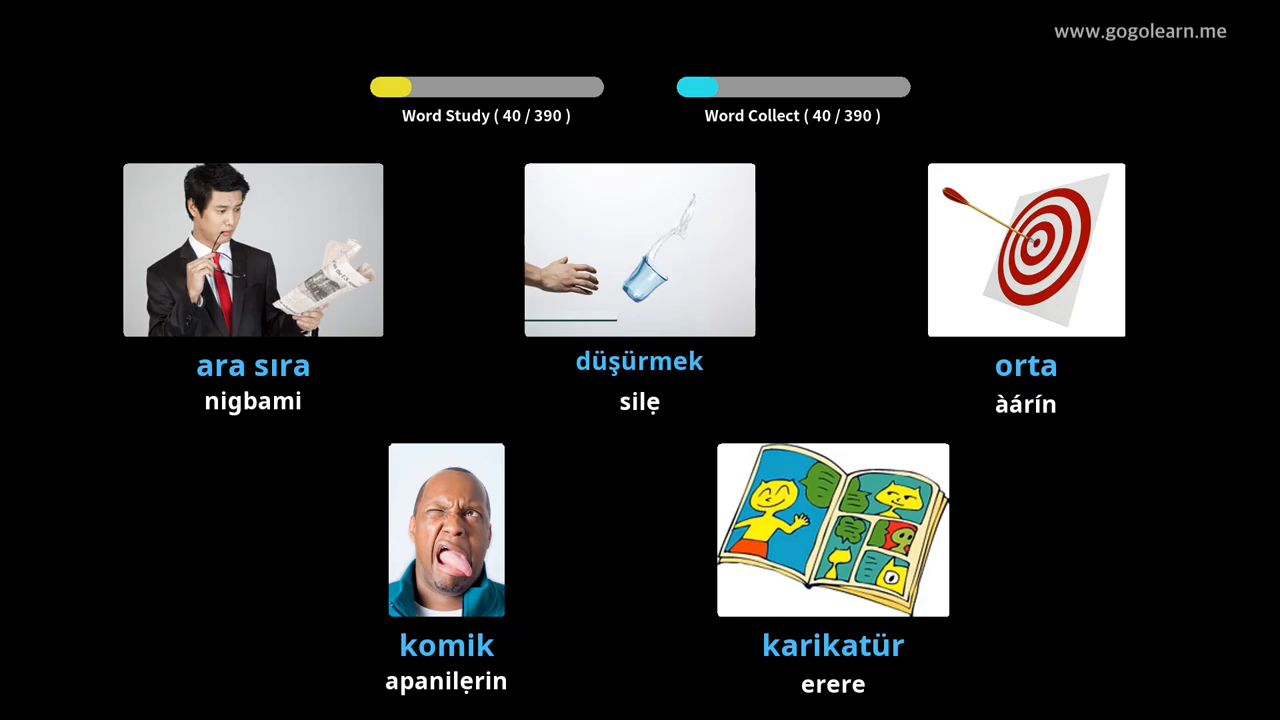 www.gogolearn.me
Word Study ( 40 / 390 )
Word Collect ( 40 / 390 )
ara sıra
nigbami
düşürmek
silẹ
orta
àárín
komik
apanilẹrin
karikatür
erere